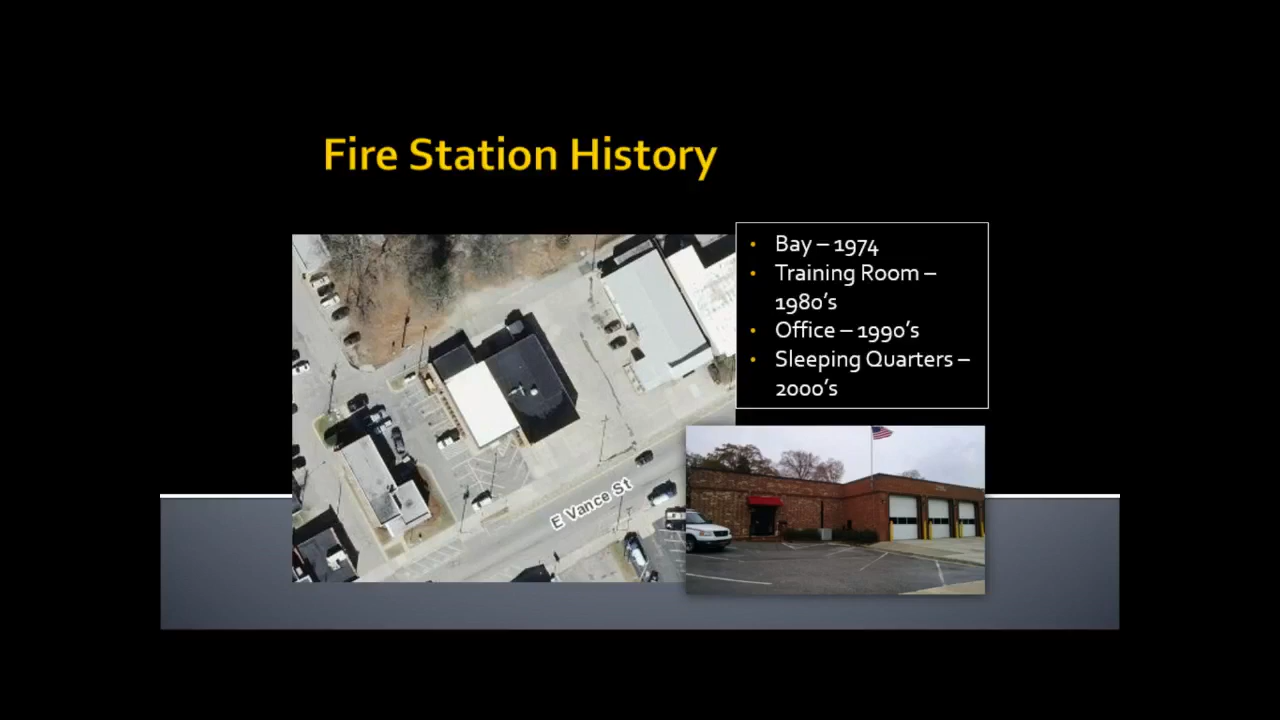 Fire Station History
• Bay – 1974
• Training Room –
1980’s
• Office – 1990’s
• Sleeping Quarters –
2000’s
E Vance St